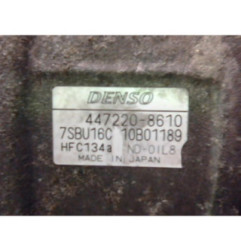 DENSO
447220-8610
7SBU16C 10B01189
HFC134a ND-OIL8
MADE IN JAPAN